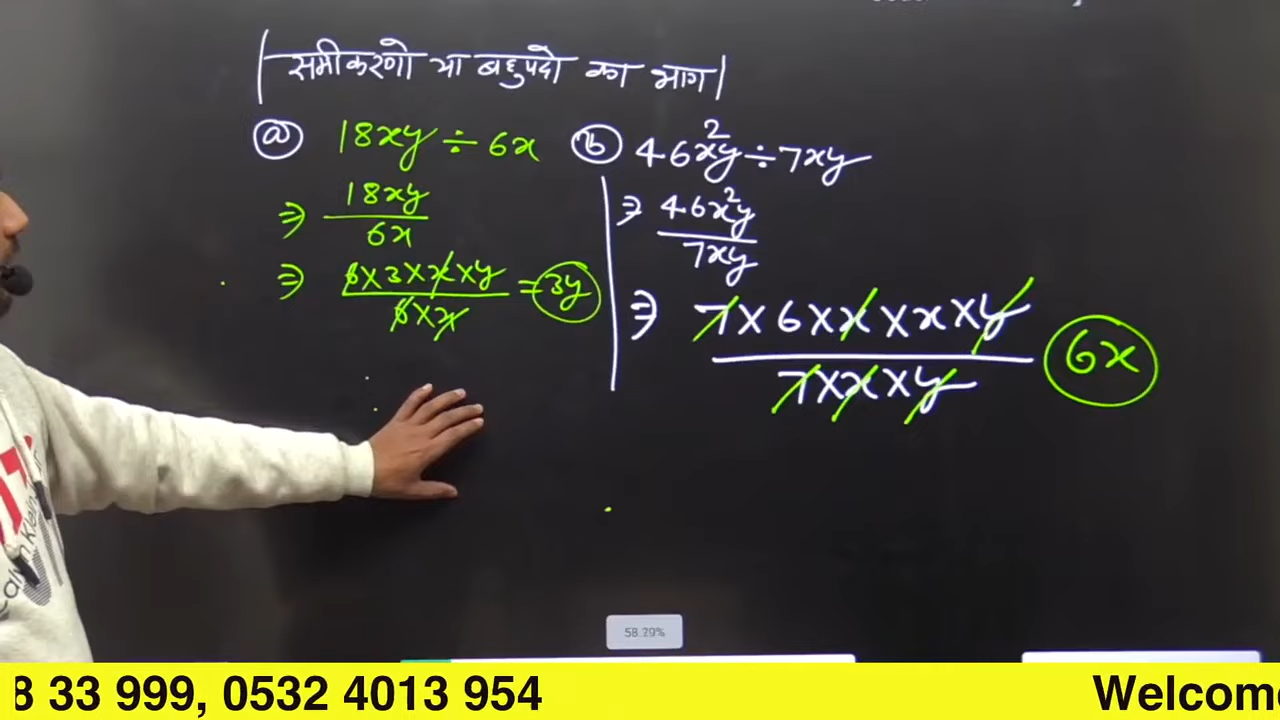 समीकरणो या बहुपदो का भाग
ⓐ 18xy ÷ 6x
⇒ 18xy / 6x
⇒ 6×3×x×y / 6×x = 3y
ⓑ 46x²y ÷ 7xy
⇒ 46x²y / 7xy
⇒ 7×6×x×x×y / 7×x×y
6x
58.29%
8 33 999, 0532 4013 954
Welcome